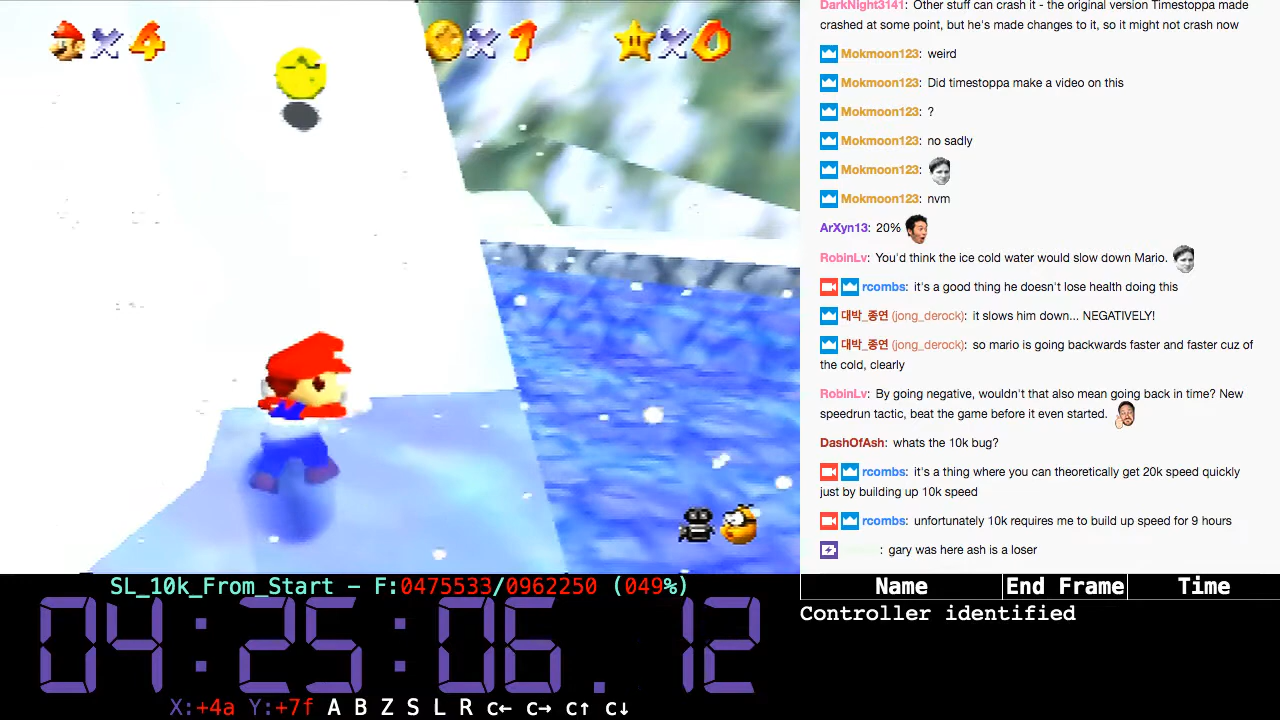 × 4
× 1
× 0
DarkNight3141: Other stuff can crash it - the original version Timestoppa made
crashed at some point, but he's made changes to it, so it might not crash now
Mokmoon123: weird
Mokmoon123: Did timestoppa make a video on this
Mokmoon123: ?
Mokmoon123: no sadly
Mokmoon123:
Mokmoon123: nvm
ArXyn13: 20%
RobinLv: You'd think the ice cold water would slow down Mario.
rcombs: it's a good thing he doesn't lose health doing this
대박_종연 (jong_derock): it slows him down... NEGATIVELY!
대박_종연 (jong_derock): so mario is going backwards faster and faster cuz of
the cold, clearly
RobinLv: By going negative, wouldn't that also mean going back in time? New
speedrun tactic, beat the game before it even started.
DashOfAsh: whats the 10k bug?
rcombs: it's a thing where you can theoretically get 20k speed quickly
just by building up 10k speed
rcombs: unfortunately 10k requires me to build up speed for 9 hours
: gary was here ash is a loser
SL_10k_From_Start – F:0475533/0962250 (049%)
04:25:06.12
X:+4a Y:+7f A B Z S L R c← c→ c↑ c↓
Name End Frame Time
Controller identified